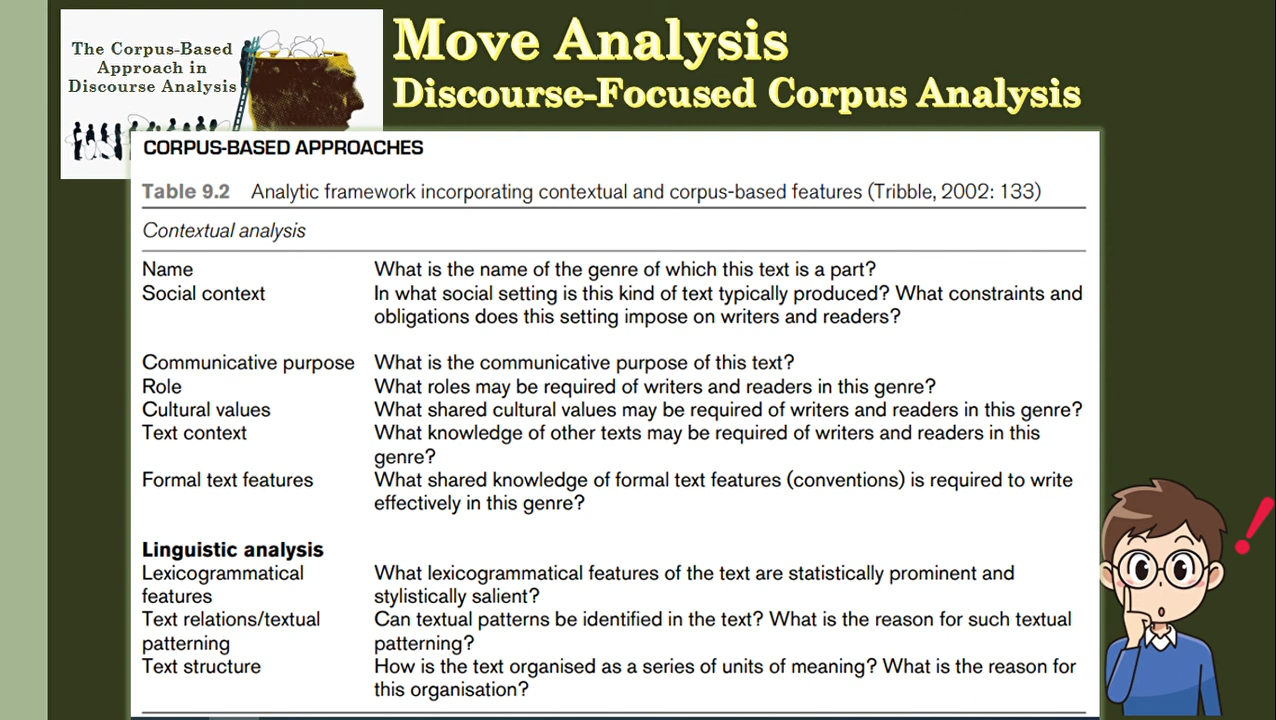 The Corpus-Based
Approach in
Discourse Analysis
Move Analysis
Discourse-Focused Corpus Analysis
CORPUS-BASED APPROACHES
Table 9.2 Analytic framework incorporating contextual and corpus-based features (Tribble, 2002: 133)
Contextual analysis
Name What is the name of the genre of which this text is a part?
Social context In what social setting is this kind of text typically produced? What constraints and
obligations does this setting impose on writers and readers?
Communicative purpose What is the communicative purpose of this text?
Role What roles may be required of writers and readers in this genre?
Cultural values What shared cultural values may be required of writers and readers in this genre?
Text context What knowledge of other texts may be required of writers and readers in this
genre?
Formal text features What shared knowledge of formal text features (conventions) is required to write
effectively in this genre?
Linguistic analysis
Lexicogrammatical What lexicogrammatical features of the text are statistically prominent and
features stylistically salient?
Text relations/textual Can textual patterns be identified in the text? What is the reason for such textual
patterning patterning?
Text structure How is the text organised as a series of units of meaning? What is the reason for
this organisation?